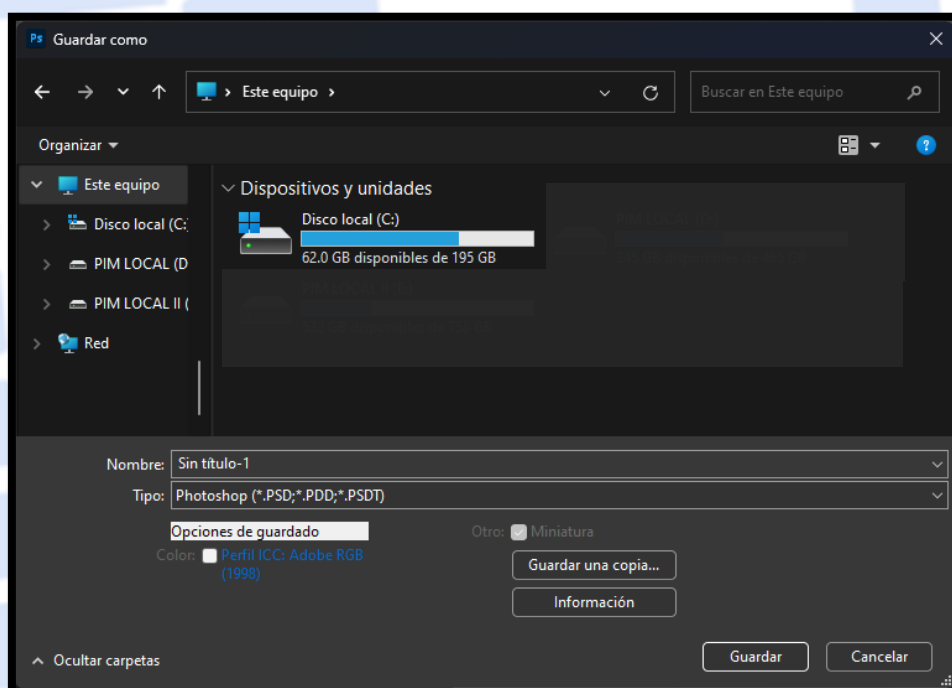 Ps Guardar como
Este equipo
Buscar en Este equipo
Organizar
Este equipo
Disco local (C:
PIM LOCAL (D
PIM LOCAL II (
Red
Dispositivos y unidades
Disco local (C:)
62.0 GB disponibles de 195 GB
PIM LOCAL II (E:)
Nombre: Sin título-1
Tipo: Photoshop (*.PSD;*.PDD;*.PSDT)
Opciones de guardado
Color: Perfil ICC: Adobe RGB
(1998)
Otro: Miniatura
Guardar una copia...
Información
Ocultar carpetas
Guardar
Cancelar